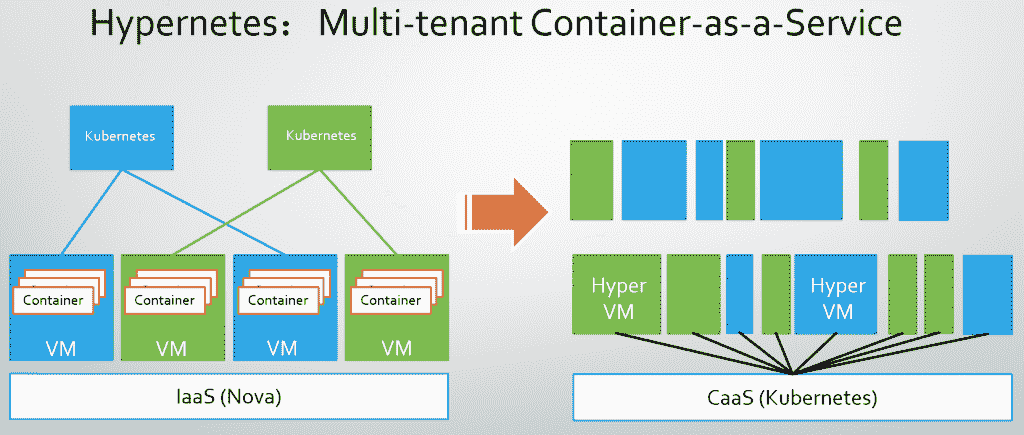 Hypernetes： Multi-tenant Container-as-a-Service
Kubernetes
Kubernetes
Container
VM
Container
VM
Container
VM
Container
VM
IaaS (Nova)
Hyper
VM
Hyper
VM
CaaS (Kubernetes)